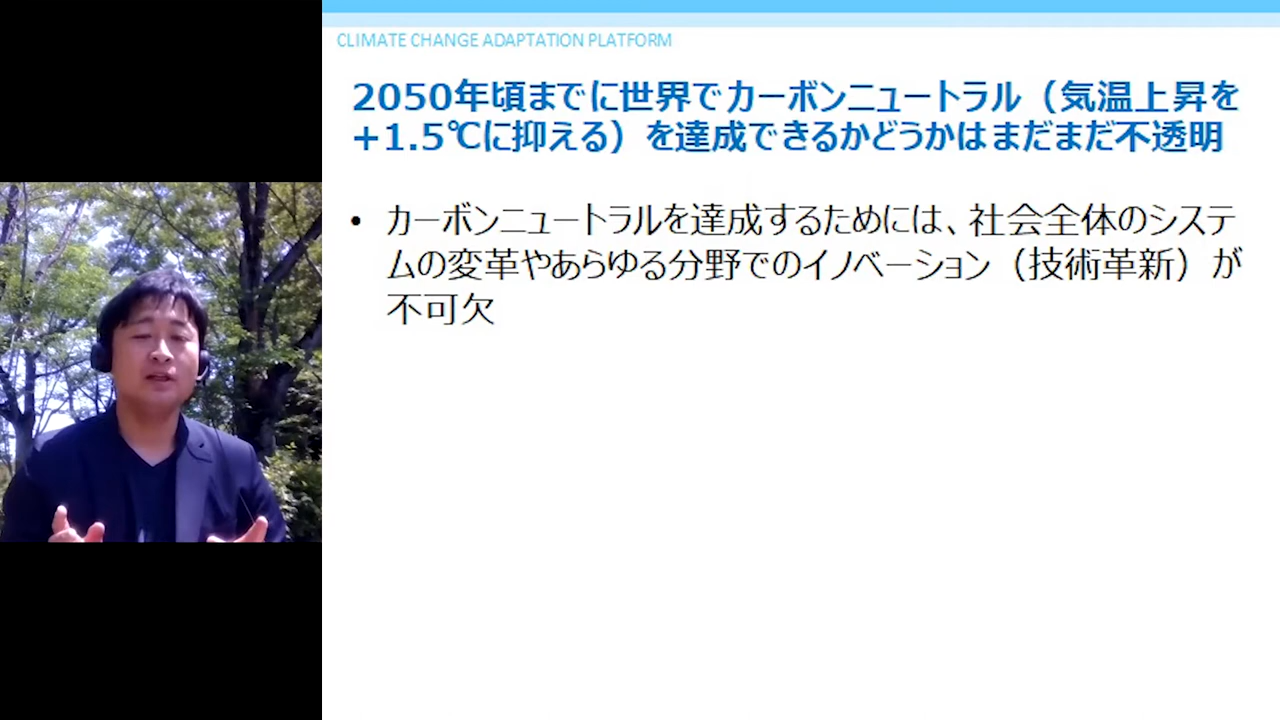 CLIMATE CHANGE ADAPTATION PLATFORM
2050年頃までに世界でカーボンニュートラル（気温上昇を
+1.5℃に抑える）を達成できるかどうかはまだまだ不透明
• カーボンニュートラルを達成するためには、社会全体のシステ
ムの変革やあらゆる分野でのイノベーション（技術革新）が
不可欠